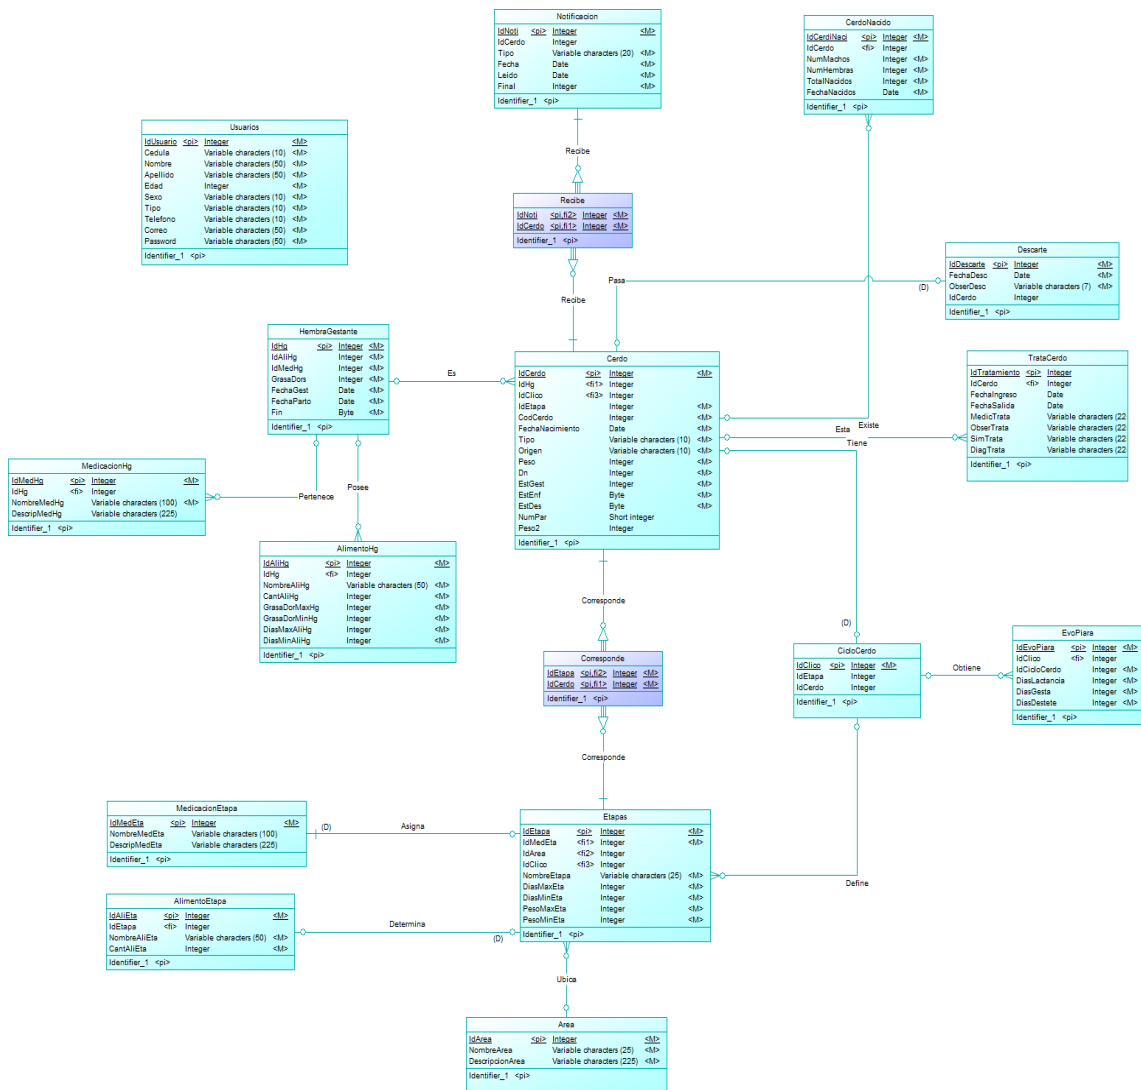 Notificacion
IdNoti <pi> Integer <M>
IdCerdo Integer
Tipo Variable characters (20) <M>
Fecha Date <M>
Leido Date <M>
Final Integer <M>
Identifier_1 <pi>
CerdoNacido
IdCerdiNaci <pi> Integer <M>
IdCerdo <fi> Integer
NumMachos Integer <M>
NumHembras Integer <M>
TotalNacidos Integer <M>
FechaNacidos Date <M>
Identifier_1 <pi>
Usuarios
IdUsuario <pi> Integer <M>
Cedula Variable characters (10) <M>
Nombre Variable characters (50) <M>
Apellido Variable characters (50) <M>
Edad Integer <M>
Sexo Variable characters (10) <M>
Tipo Variable characters (10) <M>
Telefono Variable characters (10) <M>
Correo Variable characters (50) <M>
Password Variable characters (50) <M>
Identifier_1 <pi>
Recibe
Recibe
IdNoti <pi,fi2> Integer <M>
IdCerdo <pi,fi1> Integer <M>
Identifier_1 <pi>
Recibe
Pasa
(D)
Descarte
IdDescarte <pi> Integer <M>
FechaDesc Date <M>
ObserDesc Variable characters (7) <M>
IdCerdo Integer
Identifier_1 <pi>
HembraGestante
IdHg <pi> Integer <M>
IdAliHg Integer <M>
IdMedHg Integer <M>
GrasaDors Integer <M>
FechaGest Date <M>
FechaParto Date <M>
Fin Byte <M>
Identifier_1 <pi>
Es
Cerdo
IdCerdo <pi> Integer <M>
IdHg <fi1> Integer
IdClico <fi3> Integer
IdEtapa Integer <M>
CodCerdo Integer <M>
FechaNacimiento Date <M>
Tipo Variable characters (10) <M>
Origen Variable characters (10) <M>
Peso Integer <M>
Dn Integer <M>
EstGest Integer <M>
EstEnf Byte <M>
EstDes Byte <M>
NumPar Short integer
Peso2 Integer
Identifier_1 <pi>
Existe
Esta
Tiene
TrataCerdo
IdTratamiento <pi> Integer
IdCerdo <fi> Integer
FechaIngreso Date
FechaSalida Date
MedicTrata Variable characters (22
ObserTrata Variable characters (22
SimTrata Variable characters (22
DiagTrata Variable characters (22
Identifier_1 <pi>
MedicacionHg
IdMedHg <pi> Integer <M>
IdHg <fi> Integer
NombreMedHg Variable characters (100) <M>
DescripMedHg Variable characters (225)
Identifier_1 <pi>
Pertenece
Posee
AlimentoHg
IdAliHg <pi> Integer <M>
IdHg <fi> Integer
NombreAliHg Variable characters (50) <M>
CantAliHg Integer <M>
GrasaDorMaxHg Integer <M>
GrasaDorMinHg Integer <M>
DiasMaxAliHg Integer <M>
DiasMinAliHg Integer <M>
Identifier_1 <pi>
Corresponde
Corresponde
IdEtapa <pi,fi2> Integer <M>
IdCerdo <pi,fi1> Integer <M>
Identifier_1 <pi>
Corresponde
(D)
CicloCerdo
IdClico <pi> Integer <M>
IdEtapa Integer
IdCerdo Integer
Identifier_1 <pi>
Obtiene
EvoPiara
IdEvoPiara <pi> Integer <M>
IdClico <fi> Integer
IdCicloCerdo Integer <M>
DiasLactancia Integer <M>
DiasGesta Integer <M>
DiasDestete Integer <M>
Identifier_1 <pi>
MedicacionEtapa
IdMedEta <pi> Integer <M>
NombreMedEta Variable characters (100)
DescripMedEta Variable characters (225)
Identifier_1 <pi>
(D)
Asigna
Etapas
IdEtapa <pi> Integer <M>
IdMedEta <fi1> Integer <M>
IdArea <fi2> Integer
IdClico <fi3> Integer
NombreEtapa Variable characters (25) <M>
DiasMaxEta Integer <M>
DiasMinEta Integer <M>
PesoMaxEta Integer <M>
PesoMinEta Integer <M>
Identifier_1 <pi>
Define
AlimentoEtapa
IdAliEta <pi> Integer <M>
IdEtapa <fi> Integer
NombreAliEta Variable characters (50) <M>
CantAliEta Integer <M>
Identifier_1 <pi>
Determina
(D)
Ubica
Area
IdArea <pi> Integer <M>
NombreArea Variable characters (25) <M>
DescripcionArea Variable characters (225) <M>
Identifier_1 <pi>